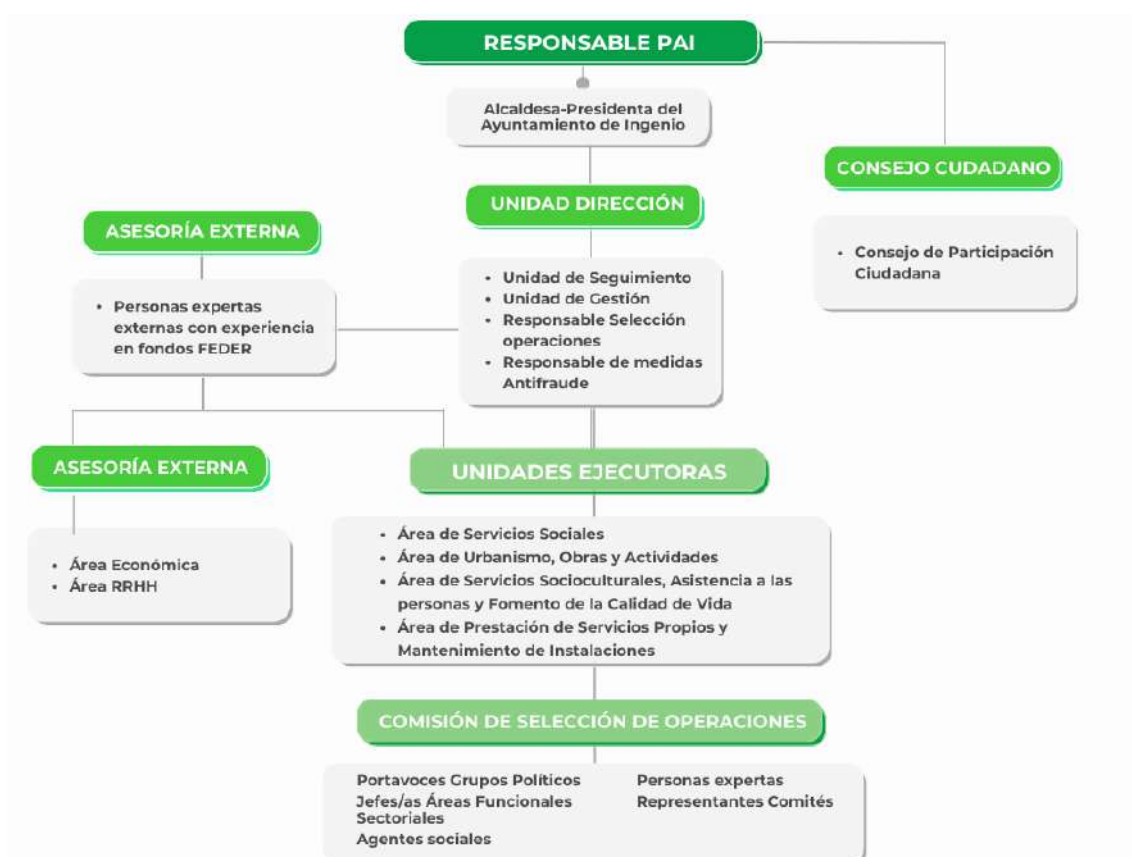 RESPONSABLE PAI
Alcaldesa-Presidenta del
Ayuntamiento de Ingenio
CONSEJO CUDADANO
• Consejo de Participación
Ciudadana
UNIDAD DIRECCIÓN
• Unidad de Seguimiento
• Unidad de Gestión
• Responsable Selección
operaciones
• Responsable de medidas
Antifraude
ASESORÍA EXTERNA
• Personas expertas
externas con experiencia
en fondos FEDER
ASESORÍA EXTERNA
• Área Económica
• Área RRHH
UNIDADES EJECUTORAS
• Área de Servicios Sociales
• Área de Urbanismo, Obras y Actividades
• Área de Servicios Socioculturales, Asistencia a las
personas y Fomento de la Calidad de Vida
• Área de Prestación de Servicios Propios y
Mantenimiento de Instalaciones
COMISIÓN DE SELECCIÓN DE OPERACIONES
Portavoces Grupos Políticos
Jefes/as Áreas Funcionales
Sectoriales
Agentes sociales
Personas expertas
Representantes Comités